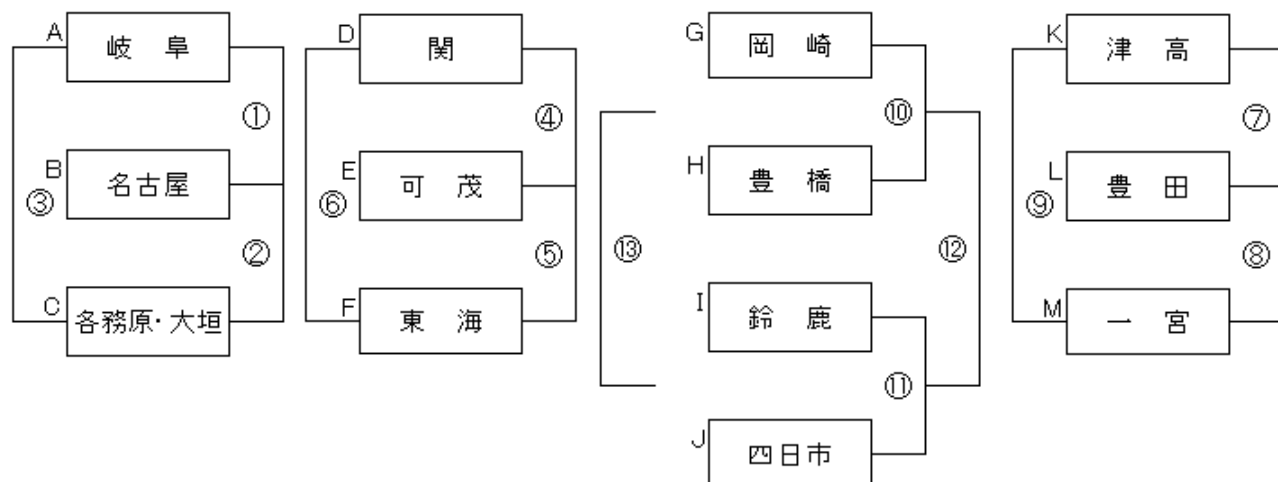 A 岐阜
①
B 名古屋
③
②
C 各務原・大垣
D 関
④
E 可茂
⑥
⑤
F 東海
⑬
G 岡崎
⑩
H 豊橋
⑫
I 鈴鹿
⑪
J 四日市
K 津高
⑦
L 豊田
⑨
⑧
M 一宮